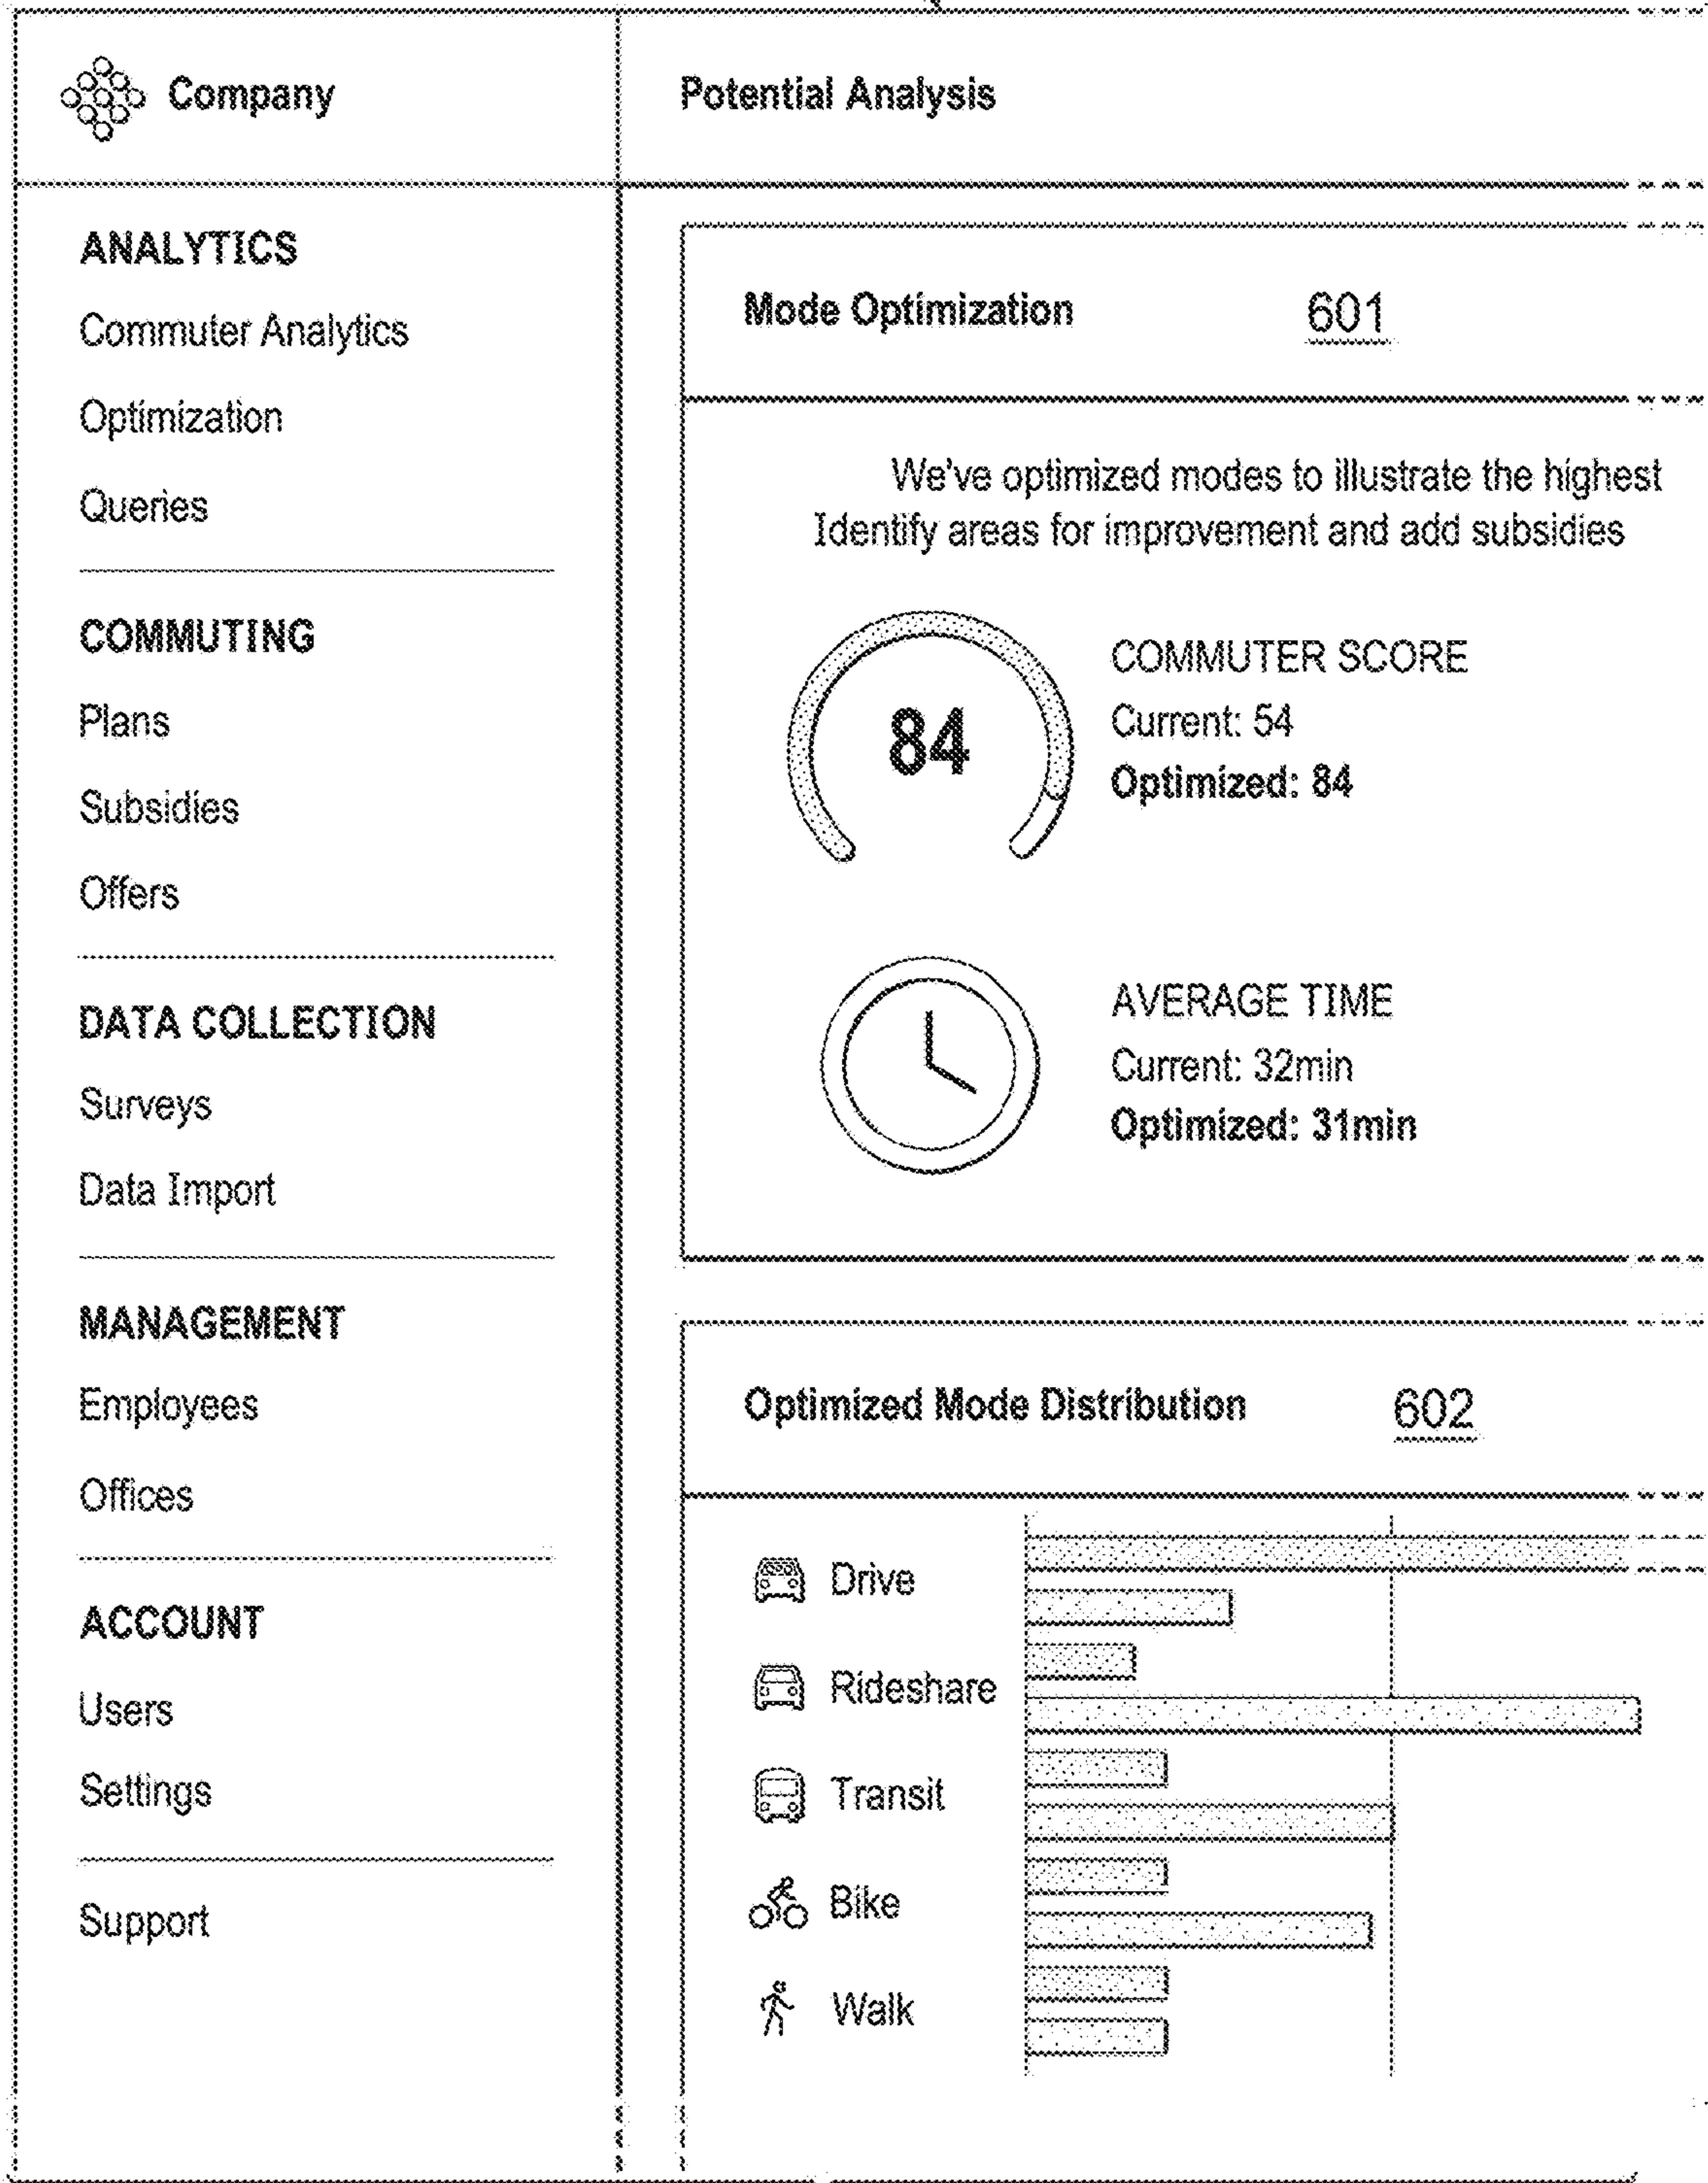 Company
Potential Analysis
ANALYTICS
Commuter Analytics
Optimization
Queries
COMMUTING
Plans
Subsidies
Offers
DATA COLLECTION
Surveys
Data Import
MANAGEMENT
Employees
Offices
ACCOUNT
Users
Settings
Support
Mode Optimization 601
We've optimized modes to illustrate the highest
Identify areas for improvement and add subsidies
84
COMMUTER SCORE
Current: 54
Optimized: 84
AVERAGE TIME
Current: 32min
Optimized: 31min
Optimized Mode Distribution 602
Drive
Rideshare
Transit
Bike
Walk